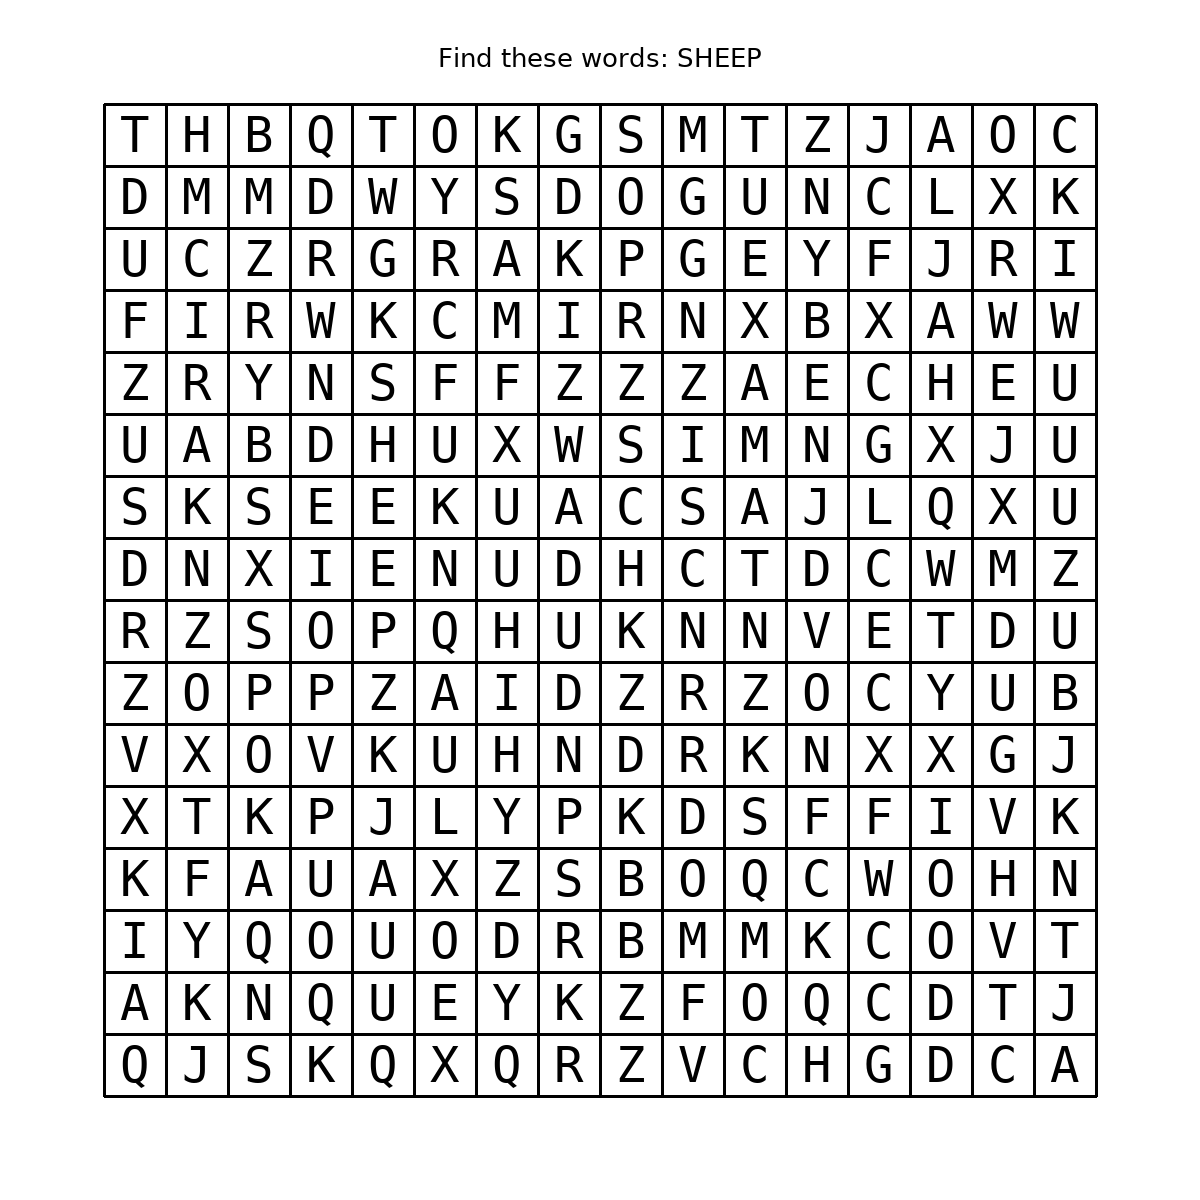 Find these words: SHEEP
T H B Q T O K G S M T Z J A O C
D M M D W Y S D O G U N C L X K
U C Z R G R A K P G E Y F J R I
F I R W K C M I R N X B X A W W
Z R Y N S F F Z Z Z A E C H E U
U A B D H U X W S I M N G X J U
S K S E E K U A C S A J L Q X U
D N X I E N U D H C T D C W M Z
R Z S O P Q H U K N N V E T D U
Z O P P Z A I D Z R Z O C Y U B
V X O V K U H N D R K N X X G J
X T K P J L Y P K D S F F I V K
K F A U A X Z S B O Q C W O H N
I Y Q O U O D R B M M K C O V T
A K N Q U E Y K Z F O Q C D T J
Q J S K Q X Q R Z V C H G D C A